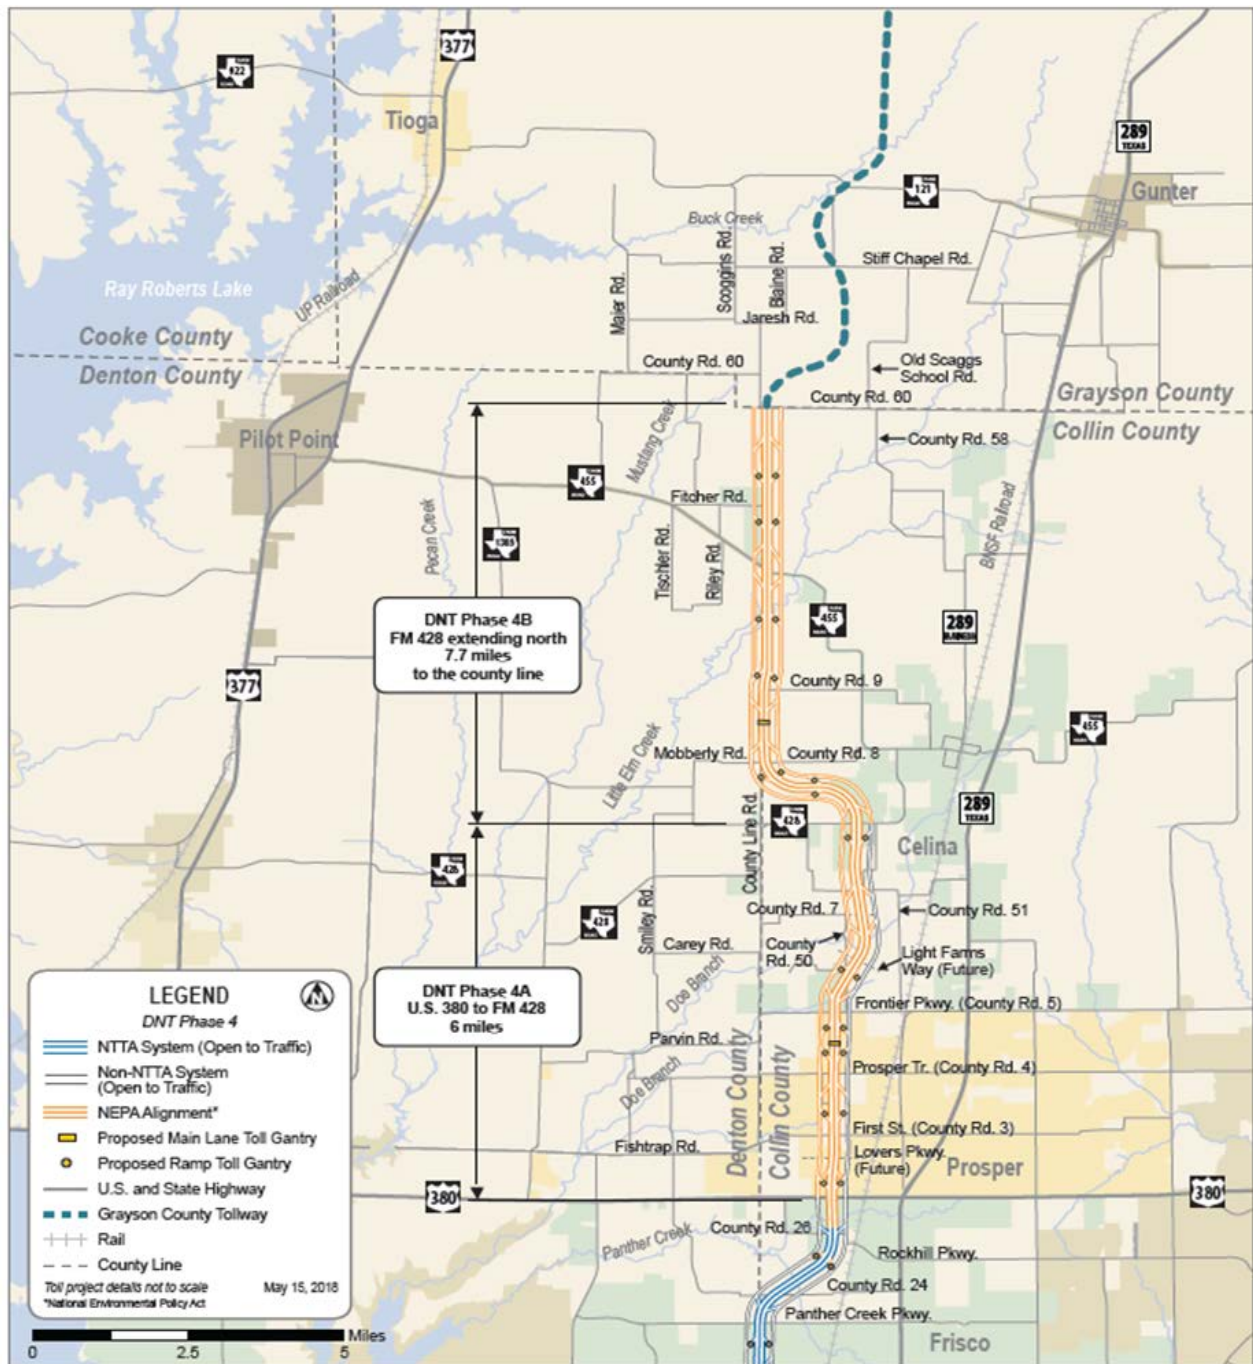 377
922
Tioga
289
TEXAS
121
Gunter
Buck Creek
Scoggins Rd.
Blaine Rd.
Stiff Chapel Rd.
Maier Rd.
Ray Roberts Lake
UP Railroad
Jaresh Rd.
Cooke County
Denton County
County Rd. 60
Old Scaggs
School Rd.
County Rd. 60
Grayson County
Collin County
Pilot Point
Mustang Creek
County Rd. 58
455
Fitcher Rd.
Pecan Creek
1385
BNSF Railroad
Tischler Rd.
Riley Rd.
DNT Phase 4B
FM 428 extending north
7.7 miles
to the county line
455
289
BUSINESS
377
County Rd. 9
455
Little Elm Creek
Mobberly Rd.
County Rd. 8
County Line Rd.
428
289
TEXAS
Celina
428
428
Smiley Rd.
County Rd. 7
County Rd. 51
Carey Rd.
County
Rd. 50
Light Farms
Way (Future)
Doe Branch
DNT Phase 4A
U.S. 380 to FM 428
6 miles
Frontier Pkwy. (County Rd. 5)
Parvin Rd.
Doe Branch
Denton County
Collin County
Prosper Tr. (County Rd. 4)
First St. (County Rd. 3)
Fishtrap Rd.
Lovers Pkwy.
(Future)
Prosper
380
380
County Rd. 26
Panther Creek
Rockhill Pkwy.
County Rd. 24
Panther Creek Pkwy.
Frisco
LEGEND
N
DNT Phase 4
NTTA System (Open to Traffic)
Non-NTTA System
(Open to Traffic)
NEPA Alignment*
Proposed Main Lane Toll Gantry
Proposed Ramp Toll Gantry
U.S. and State Highway
Grayson County Tollway
Rail
County Line
Toll project details not to scale
May 15, 2018
*National Environmental Policy Act
Miles
0 2.5 5